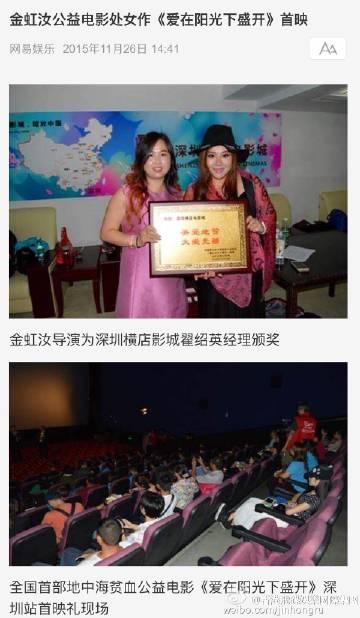 金虹汝公益电影处女作《爱在阳光下盛开》首映
网易娱乐 2015年11月26日 14:41
AA
金虹汝导演为深圳横店影城翟绍英经理颁奖
全国首部地中海贫血公益电影《爱在阳光下盛开》深
圳站首映礼现场
weibo.com/jinhongru